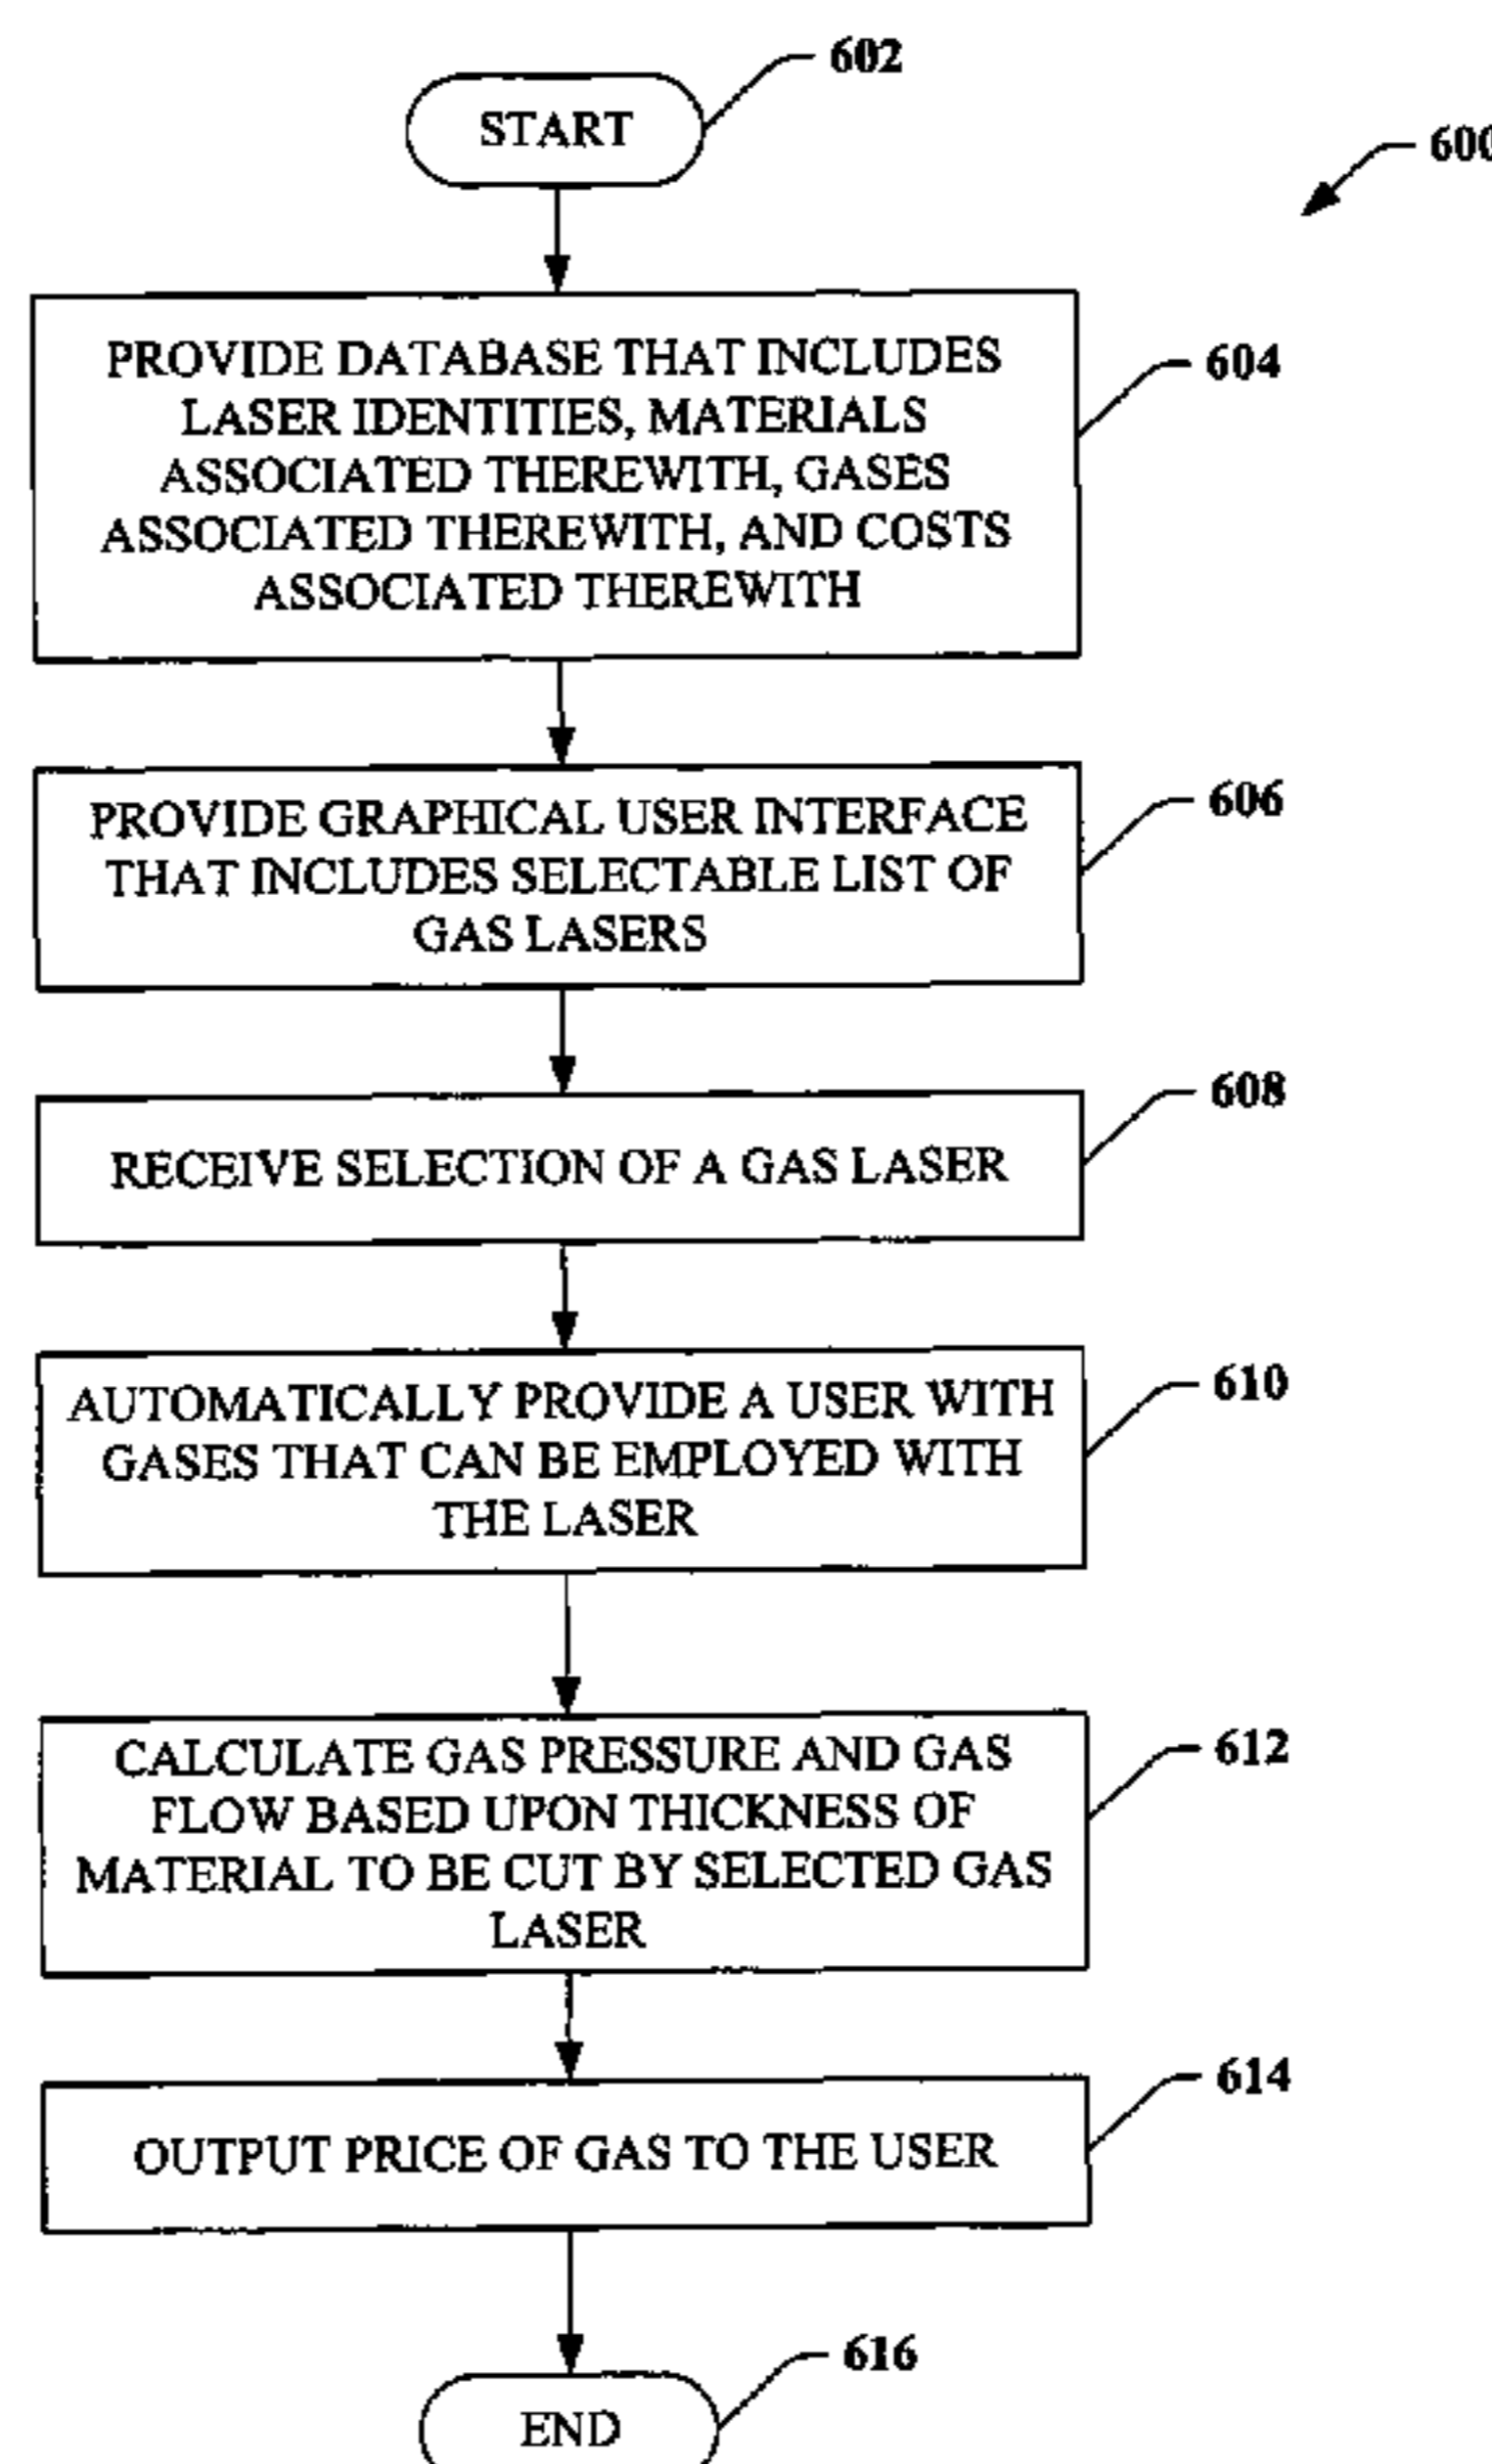 602
START
600
PROVIDE DATABASE THAT INCLUDES
LASER IDENTITIES, MATERIALS
ASSOCIATED THEREWITH, GASES
ASSOCIATED THEREWITH, AND COSTS
ASSOCIATED THEREWITH
604
PROVIDE GRAPHICAL USER INTERFACE
THAT INCLUDES SELECTABLE LIST OF
GAS LASERS
606
RECEIVE SELECTION OF A GAS LASER
608
AUTOMATICALLY PROVIDE A USER WITH
GASES THAT CAN BE EMPLOYED WITH
THE LASER
610
CALCULATE GAS PRESSURE AND GAS
FLOW BASED UPON THICKNESS OF
MATERIAL TO BE CUT BY SELECTED GAS
LASER
612
OUTPUT PRICE OF GAS TO THE USER
614
616
END